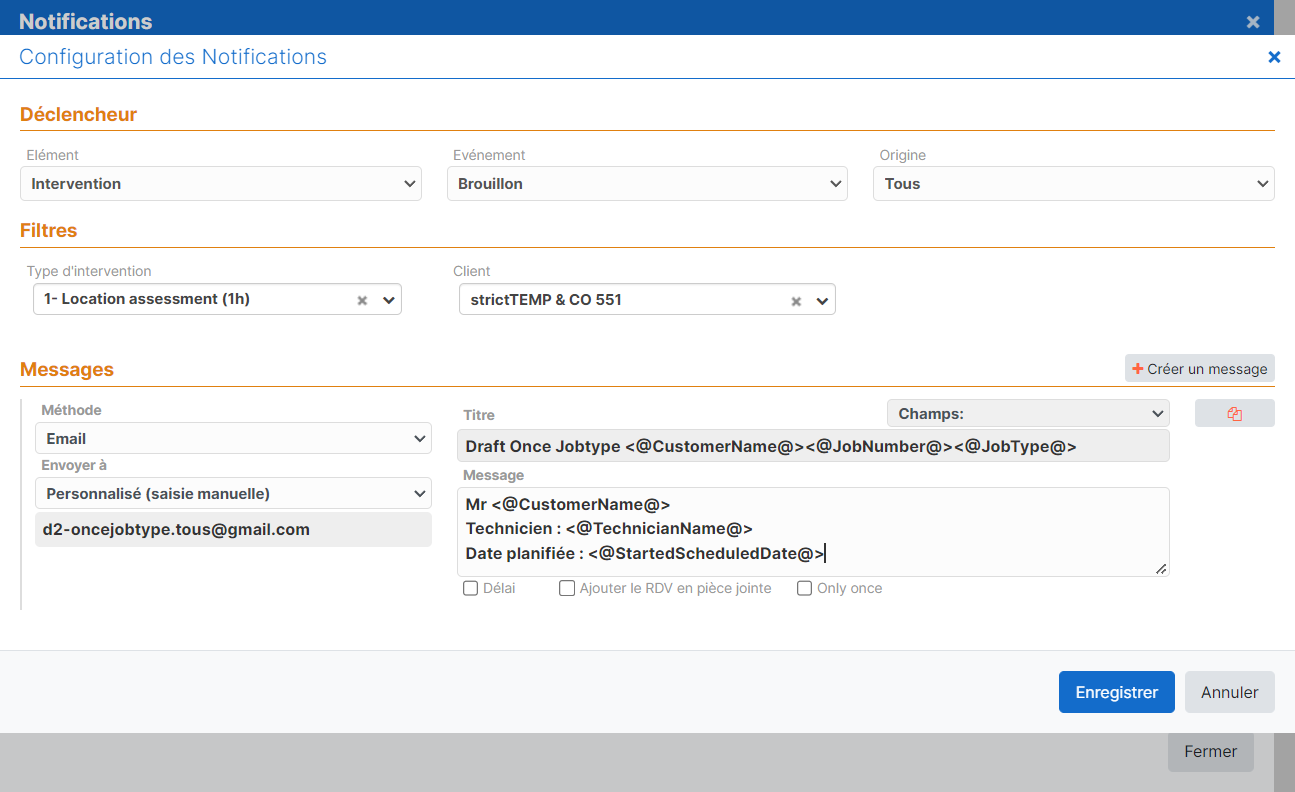 Notifications
Configuration des Notifications
Déclencheur
Elément
Evénement
Origine
Intervention
Brouillon
Tous
Filtres
Type d'intervention
Client
1- Location assessment (1h)
strictTEMP & CO 551
Messages
Créer un message
Méthode
Email
Envoyer à
Personnalisé (saisie manuelle)
d2-oncejobtype.tous@gmail.com
Titre
Champs:
Draft Once Jobtype <@CustomerName@><@JobNumber@><@JobType@>
Message
Mr <@CustomerName@>
Technicien : <@TechnicianName@>
Date planifiée : <@StartedScheduledDate@>
Délai
Ajouter le RDV en pièce jointe
Only once
Enregistrer
Annuler
Fermer